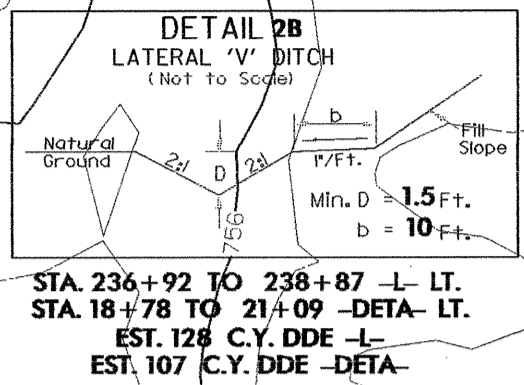 DETAIL 2B
LATERAL 'V' DITCH
(Not to Scale)
b
Natural
Ground
2:1
D
2:1
1"/Ft.
Fill
Slope
Min. D = 1.5 Ft.
b = 10 Ft.
756
STA. 236+92 TO 238+87 -L- LT.
STA. 18+78 TO 21+09 -DETA- LT.
EST. 128 C.Y. DDE -L-
EST. 107 C.Y. DDE -DETA-